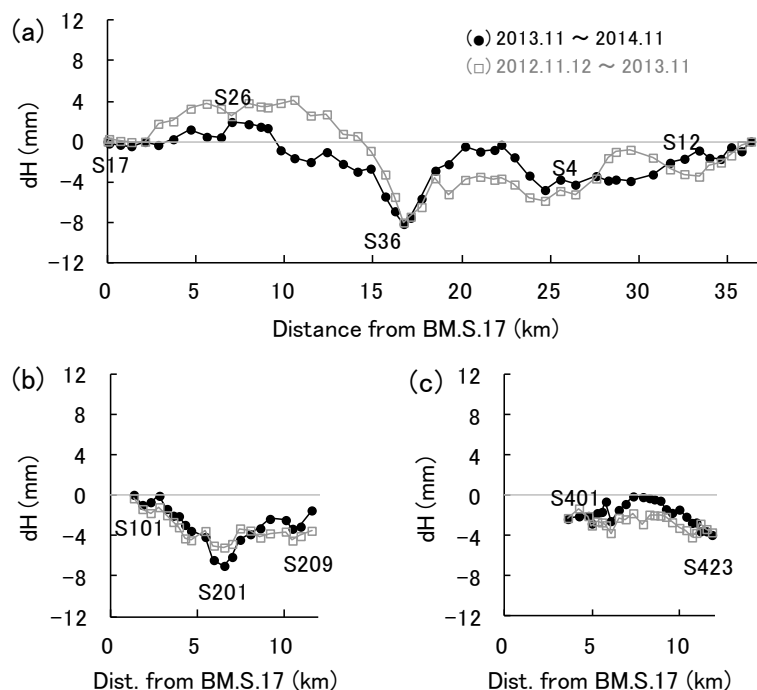 (a)
12
8
4
0
−4
−8
−12
dH (mm)
(●) 2013.11 ～ 2014.11
(□) 2012.11.12 ～ 2013.11
S17
S26
S36
S4
S12
0 5 10 15 20 25 30 35
Distance from BM.S.17 (km)
(b)
12
8
4
0
−4
−8
−12
dH (mm)
S101
S201
S209
0 5 10
Dist. from BM.S.17 (km)
(c)
12
8
4
0
−4
−8
−12
dH (mm)
S401
S423
0 5 10
Dist. from BM.S.17 (km)